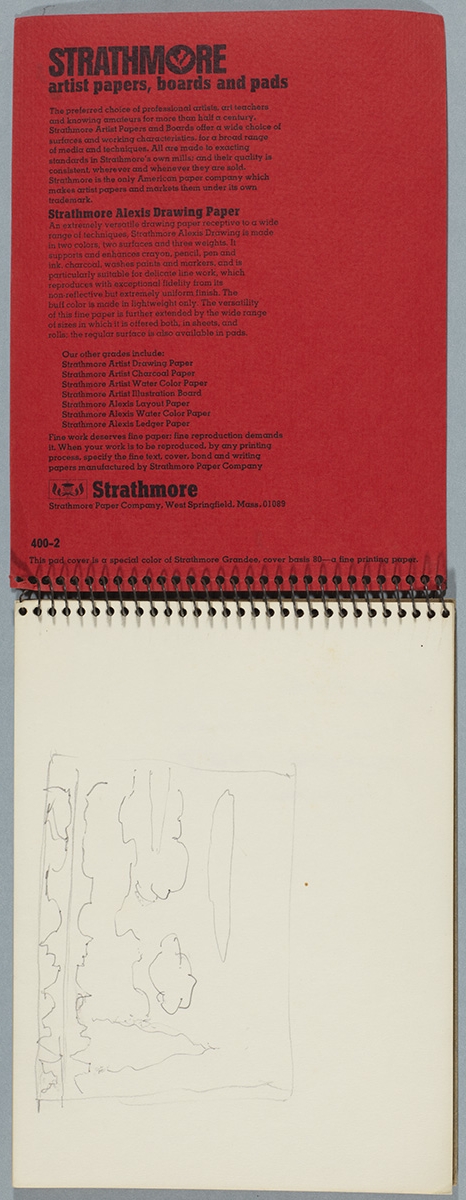 STRATHMORE
artist papers, boards and pads
The preferred choice of professional artists, art teachers
and knowing amateurs for more than half a century,
Strathmore Artist Papers and Boards offer a wide choice of
surfaces and working characteristics, for a broad range
of media and techniques. All are made to exacting
standards in Strathmore's own mills; and their quality is
consistent, wherever and whenever they are sold.
Strathmore is the only American paper company which
makes artist papers and markets them under its own
trademark.
Strathmore Alexis Drawing Paper
An extremely versatile drawing paper receptive to a wide
range of techniques, Strathmore Alexis Drawing is made
in two colors, two surfaces and three weights. It
supports and enhances crayon, pencil, pen and
ink, charcoal, washes paints and markers, and is
particularly suitable for delicate line work, which
reproduces with exceptional fidelity from its
non-reflective but extremely uniform finish. The
buff color is made in lightweight only. The versatility
of this fine paper is further extended by the wide range
of sizes in which it is offered both, in sheets, and
rolls; the regular surface is also available in pads.
Our other grades include:
Strathmore Artist Drawing Paper
Strathmore Artist Charcoal Paper
Strathmore Artist Water Color Paper
Strathmore Artist Illustration Board
Strathmore Alexis Layout Paper
Strathmore Alexis Water Color Paper
Strathmore Alexis Ledger Paper
Fine work deserves fine paper; fine reproduction demands
it. When your work is to be reproduced, by any printing
process, specify the fine text, cover, bond and writing
papers manufactured by Strathmore Paper Company
Strathmore
Strathmore Paper Company, West Springfield, Mass. 01089
400-2
This pad cover is a special color of Strathmore Grandee, cover basis 80—a fine printing paper.